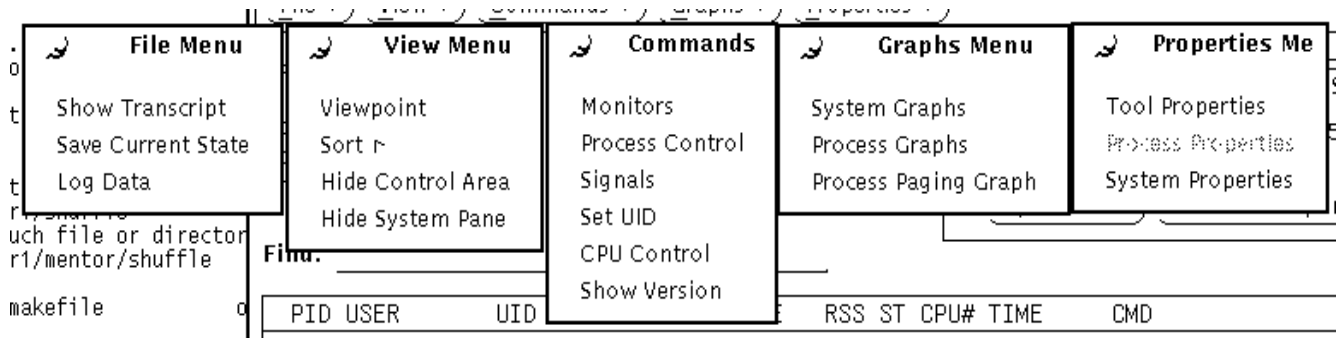 File Menu
Show Transcript
Save Current State
Log Data
View Menu
Viewpoint
Sort
Hide Control Area
Hide System Pane
Commands
Monitors
Process Control
Signals
Set UID
CPU Control
Show Version
Graphs Menu
System Graphs
Process Graphs
Process Paging Graph
Properties Me
Tool Properties
Process Properties
System Properties
uch file or director
r1/mentor/shuffle
makefile
Find:
PID USER UID RSS ST CPU# TIME CMD